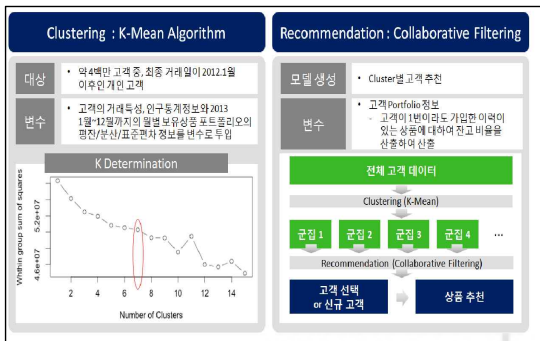 Clustering : K-Mean Algorithm
대상
• 약 4백만 고객 중, 최종 거래일이 2012.1월
이후인 개인 고객
변수
• 고객의 거래특성, 인구통계정보와 2013
1월~12월까지의 월별 보유상품 포트폴리오의
평잔/분산/표준편차 정보를 변수로 투입
K Determination
Whthin group sum of squares
5.2e+07
4.6e+07
2 4 6 8 10 12 14
Number of Clusters
Recommendation : Collaborative Filtering
모델 생성
• Cluster별 고객 추천
변수
• 고객 Portfolio 정보
- 고객이 1번이라도 가입한 이력이
있는 상품에 대하여 잔고 비율을
산출하여 산출
전체 고객 데이터
Clustering (K-Mean)
군집 1 군집 2 군집 3 군집 4 ...
Recommendation (Collaborative Filtering)
고객 선택
or 신규 고객
상품 추천